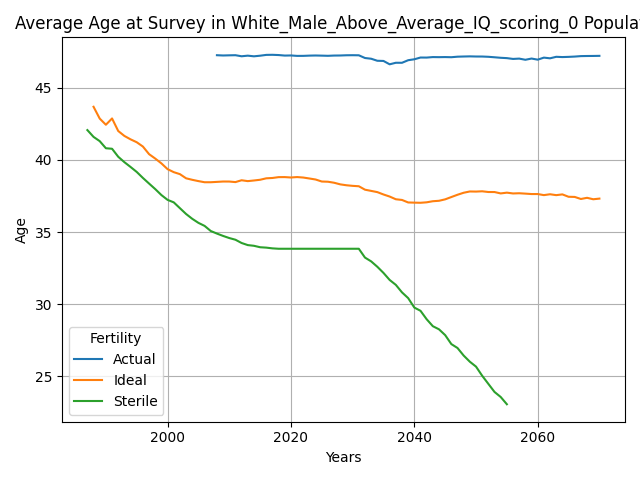 Average Age at Survey in White_Male_Above_Average_IQ_scoring_0 Popula
Age
45
40
35
30
25
Fertility
Actual
Ideal
Sterile
2000
2020
2040
2060
Years